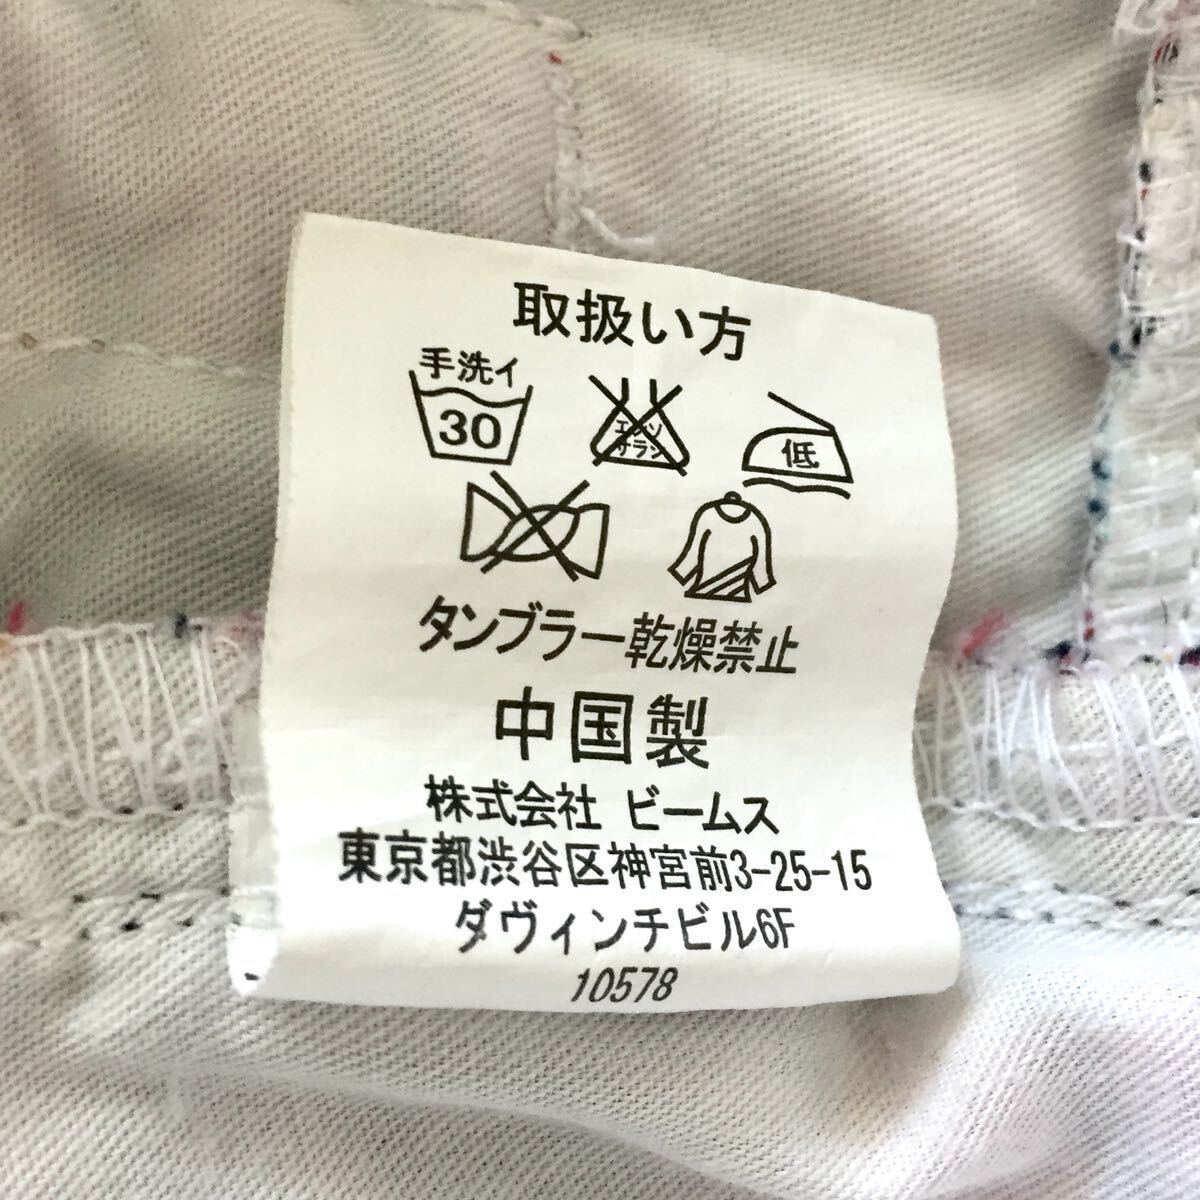 取扱い方
手洗イ
30
エンソ
サラシ
低
タンブラー乾燥禁止
中国製
株式会社 ビームス
東京都渋谷区神宮前3-25-15
ダヴィンチビル6F
10578